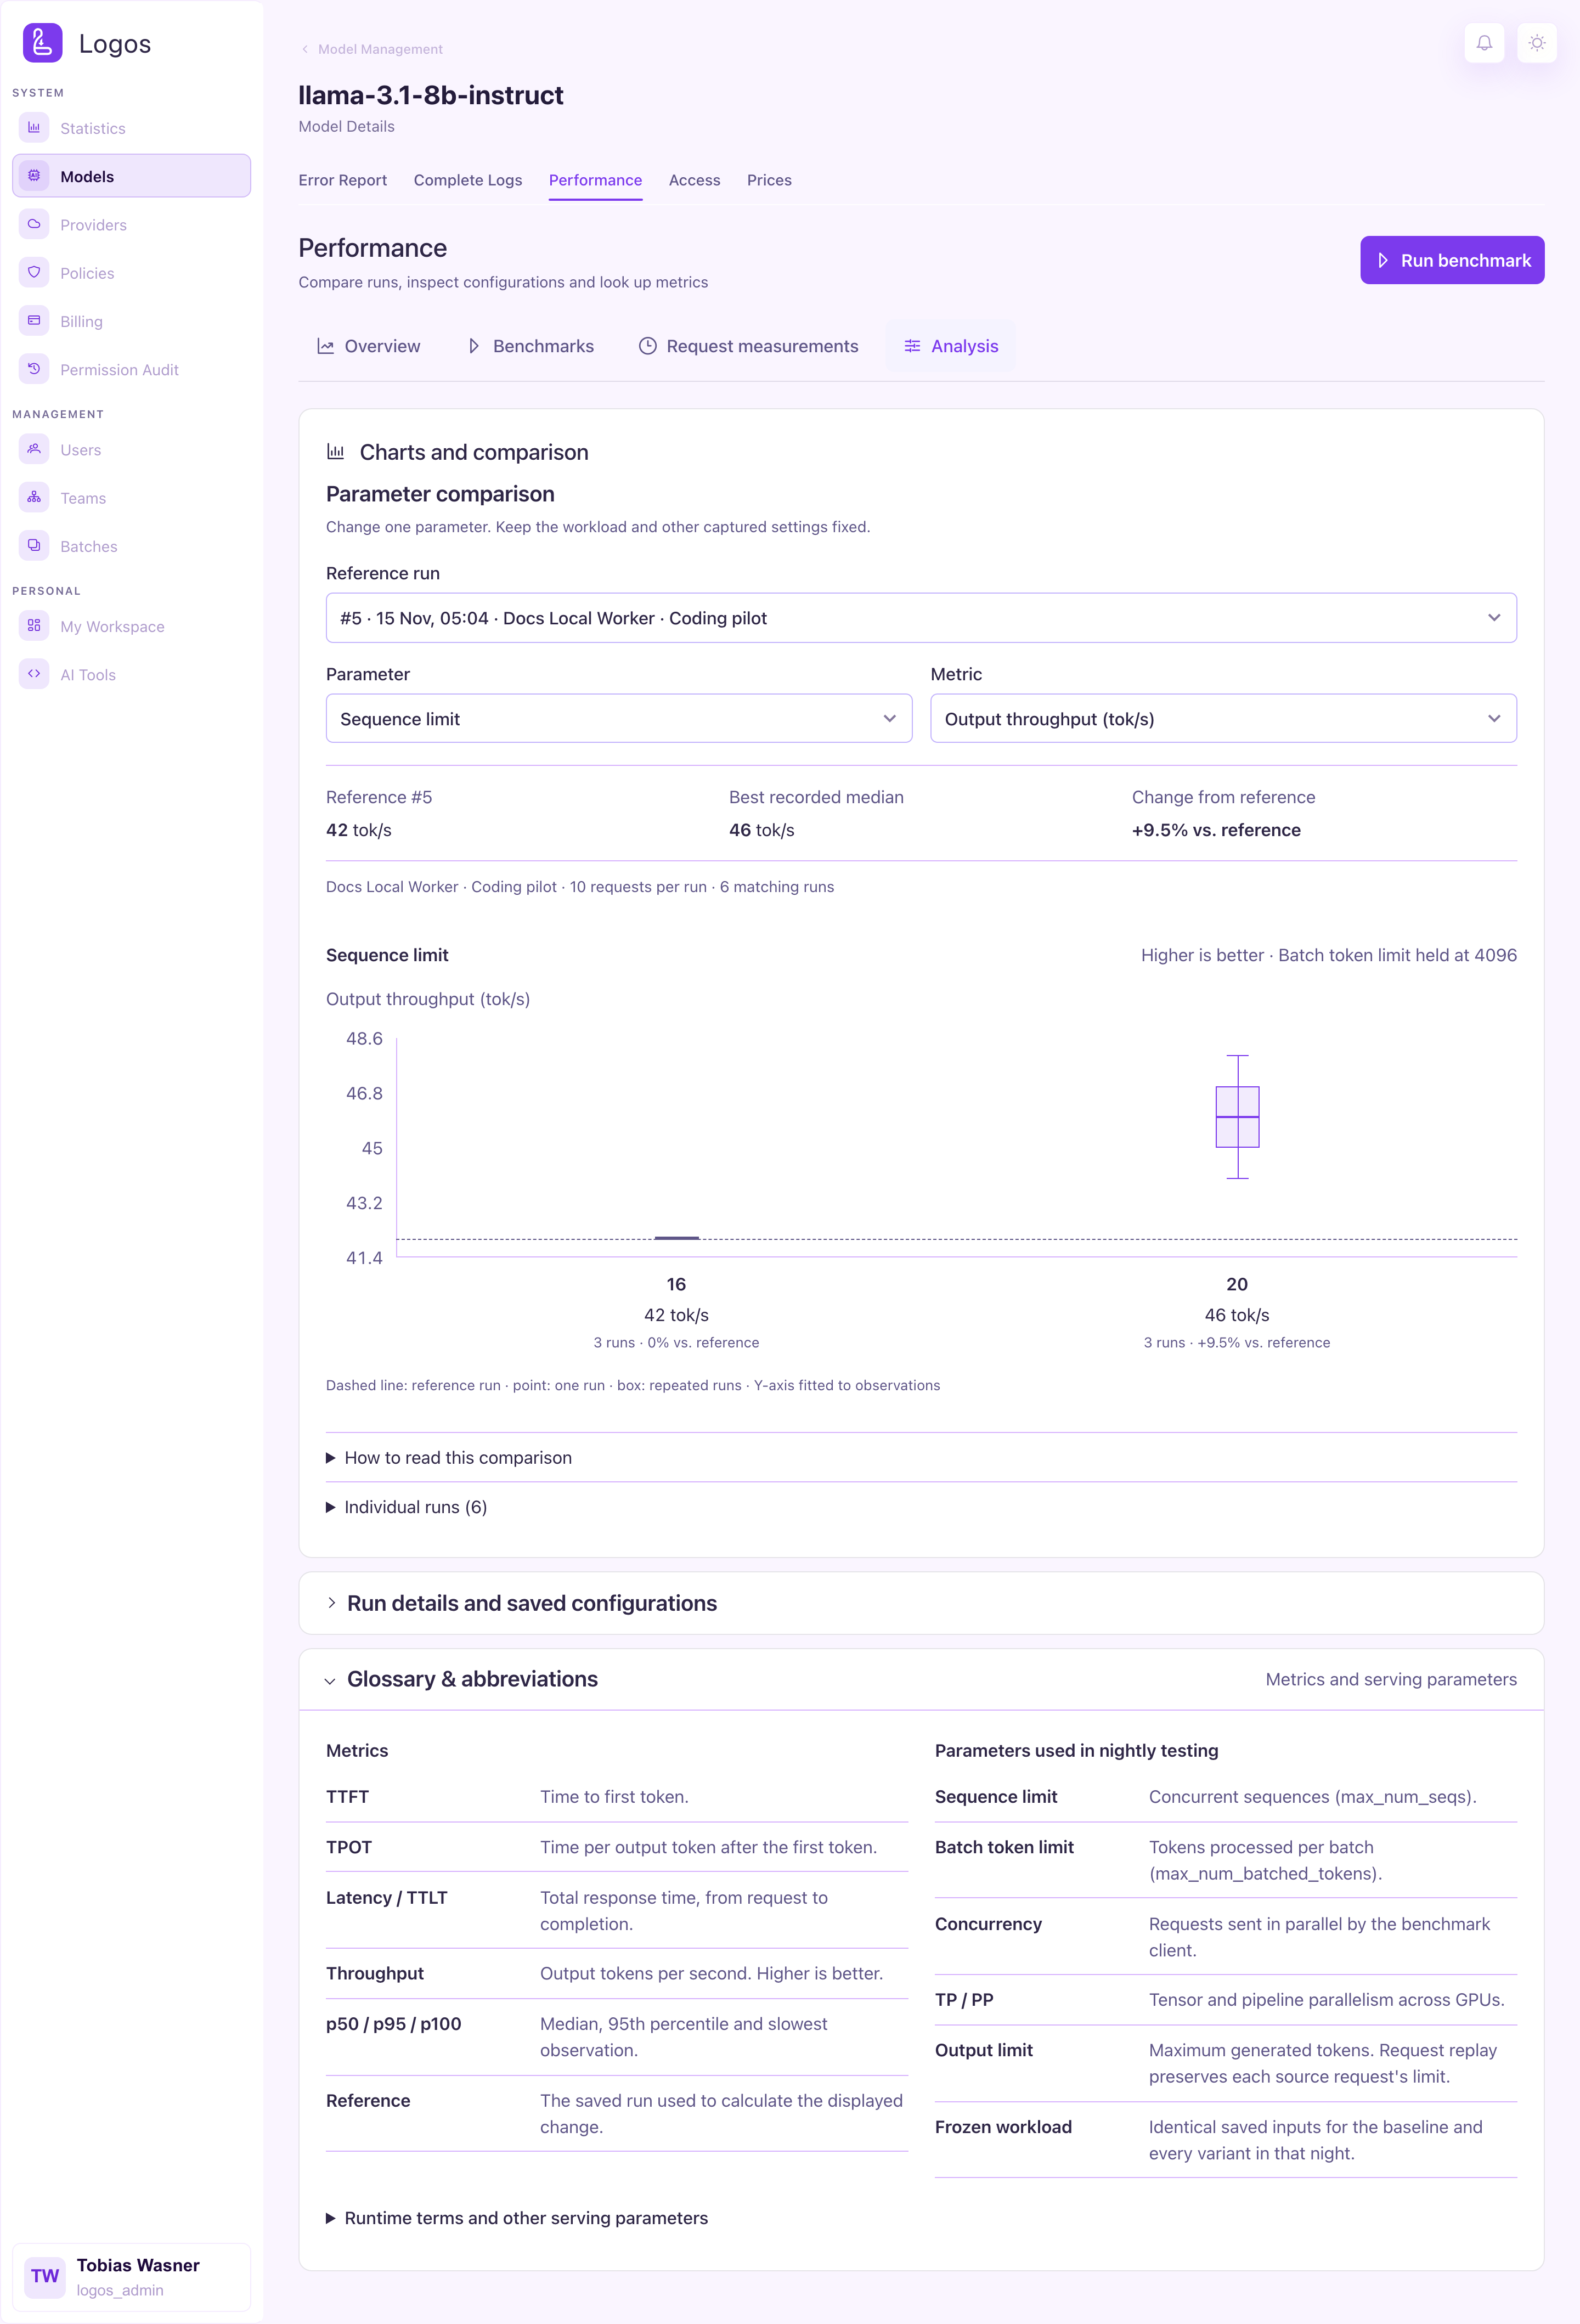 Logos
SYSTEM
Statistics
Models
Providers
Policies
Billing
Permission Audit
MANAGEMENT
Users
Teams
Batches
PERSONAL
My Workspace
AI Tools
TW
Tobias Wasner
logos_admin
Model Management
llama-3.1-8b-instruct
Model Details
Error Report
Complete Logs
Performance
Access
Prices
Performance
Compare runs, inspect configurations and look up metrics
Run benchmark
Overview
Benchmarks
Request measurements
Analysis
Charts and comparison
Parameter comparison
Change one parameter. Keep the workload and other captured settings fixed.
Reference run
#5 · 15 Nov, 05:04 · Docs Local Worker · Coding pilot
Parameter
Sequence limit
Metric
Output throughput (tok/s)
Reference #5
42 tok/s
Best recorded median
46 tok/s
Change from reference
+9.5% vs. reference
Docs Local Worker · Coding pilot · 10 requests per run · 6 matching runs
Sequence limit
Higher is better · Batch token limit held at 4096
Output throughput (tok/s)
48.6
46.8
45
43.2
41.4
16
42 tok/s
3 runs · 0% vs. reference
20
46 tok/s
3 runs · +9.5% vs. reference
Dashed line: reference run · point: one run · box: repeated runs · Y-axis fitted to observations
How to read this comparison
Individual runs (6)
Run details and saved configurations
Glossary & abbreviations
Metrics and serving parameters
Metrics
TTFT
Time to first token.
TPOT
Time per output token after the first token.
Latency / TTLT
Total response time, from request to
completion.
Throughput
Output tokens per second. Higher is better.
p50 / p95 / p100
Median, 95th percentile and slowest
observation.
Reference
The saved run used to calculate the displayed
change.
Parameters used in nightly testing
Sequence limit
Concurrent sequences (max_num_seqs).
Batch token limit
Tokens processed per batch
(max_num_batched_tokens).
Concurrency
Requests sent in parallel by the benchmark
client.
TP / PP
Tensor and pipeline parallelism across GPUs.
Output limit
Maximum generated tokens. Request replay
preserves each source request's limit.
Frozen workload
Identical saved inputs for the baseline and
every variant in that night.
Runtime terms and other serving parameters